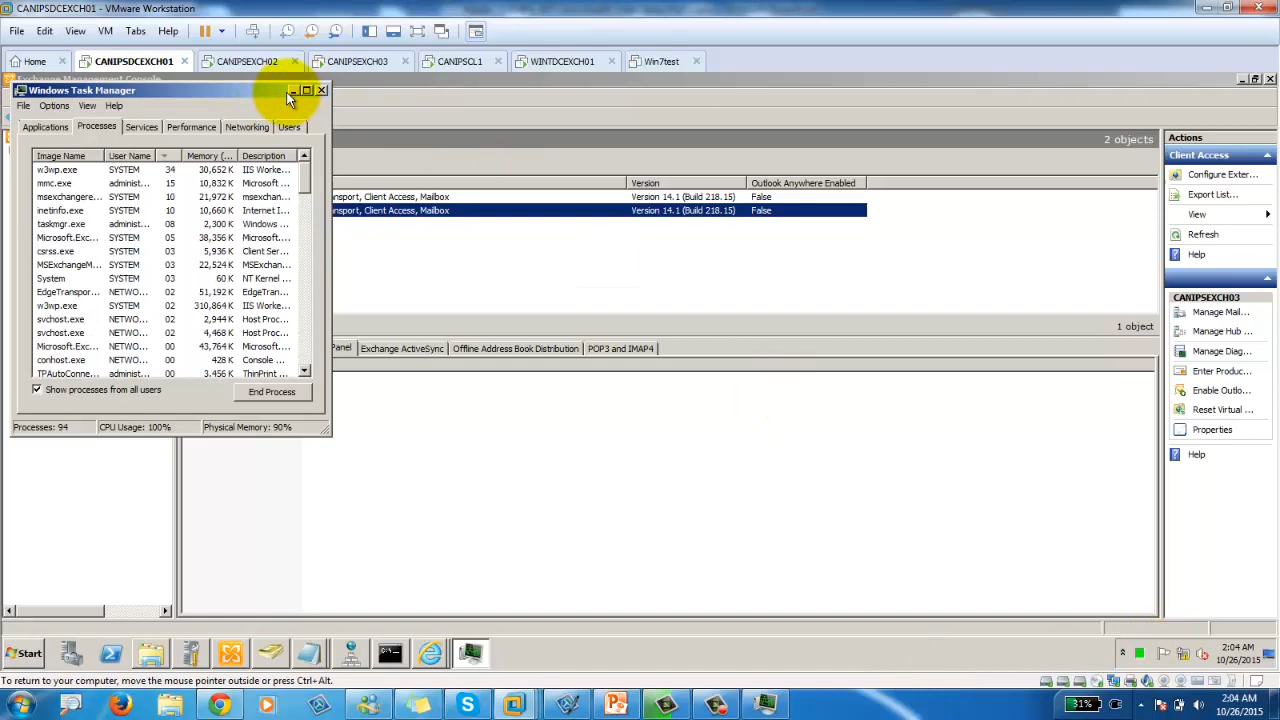 CANIPSDCEXCH01 - VMware Workstation
File Edit View VM Tabs Help
Home CANIPSDCEXCH01 CANIPSEXCH02 CANIPSEXCH03 CANIPSCL1 WINTDCEXCH01 Win7test
Exchange Management Console
Windows Task Manager
File Options View Help
Applications Processes Services Performance Networking Users
Image Name User Name Memory (... Description
w3wp.exe SYSTEM 34 30,652 K IIS Worke...
mmc.exe administ... 15 10,832 K Microsoft ...
msexchangere... SYSTEM 10 21,972 K msexchan...
inetinfo.exe SYSTEM 10 10,660 K Internet I...
taskmgr.exe administ... 08 2,300 K Windows ...
Microsoft.Exc... SYSTEM 05 38,356 K Microsoft....
csrss.exe SYSTEM 03 5,936 K Client Ser...
MSExchangeM... SYSTEM 03 22,524 K MSExchan...
System SYSTEM 03 60 K NT Kernel ...
EdgeTranspor... NETWO... 02 51,192 K EdgeTran...
w3wp.exe SYSTEM 02 310,864 K IIS Worke...
svchost.exe NETWO... 02 2,944 K Host Proc...
svchost.exe NETWO... 02 4,468 K Host Proc...
Microsoft.Exc... NETWO... 00 43,764 K Microsoft....
conhost.exe NETWO... 00 428 K Console ...
TPAutoConne... administ... 00 3,456 K ThinPrint ...
Show processes from all users End Process
Processes: 94 CPU Usage: 100% Physical Memory: 90%
2 objects
Version Outlook Anywhere Enabled
nsport, Client Access, Mailbox Version 14.1 (Build 218.15) False
nsport, Client Access, Mailbox Version 14.1 (Build 218.15) False
1 object
Panel Exchange ActiveSync Offline Address Book Distribution POP3 and IMAP4
Actions
Client Access
Configure Exter...
Export List...
View
Refresh
Help
CANIPSEXCH03
Manage Mail...
Manage Hub ...
Manage Diag...
Enter Produc...
Enable Outlo...
Reset Virtual ...
Properties
Help
Start
2:04 AM
10/26/2015
To return to your computer, move the mouse pointer outside or press Ctrl+Alt.
31%
2:04 AM
10/26/2015